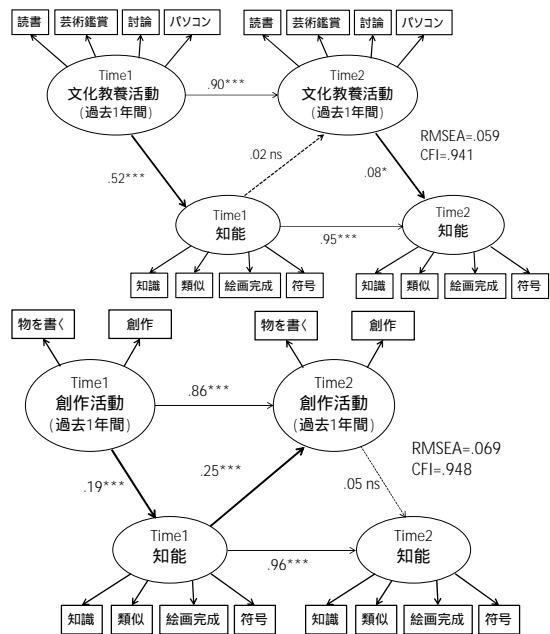 読書 芸術鑑賞 討論 パソコン 読書 芸術鑑賞 討論 パソコン
Time1
文化教養活動
(過去1年間)
.90***
Time2
文化教養活動
(過去1年間)
RMSEA=.059
CFI=.941
.52***
.02 ns
.08*
Time1
知能
.95***
Time2
知能
知識 類似 絵画完成 符号 知識 類似 絵画完成 符号
物を書く 創作 物を書く 創作
Time1
創作活動
(過去1年間)
.86***
Time2
創作活動
(過去1年間)
RMSEA=.069
CFI=.948
.19***
.25***
.05 ns
Time1
知能
.96***
Time2
知能
知識 類似 絵画完成 符号 知識 類似 絵画完成 符号